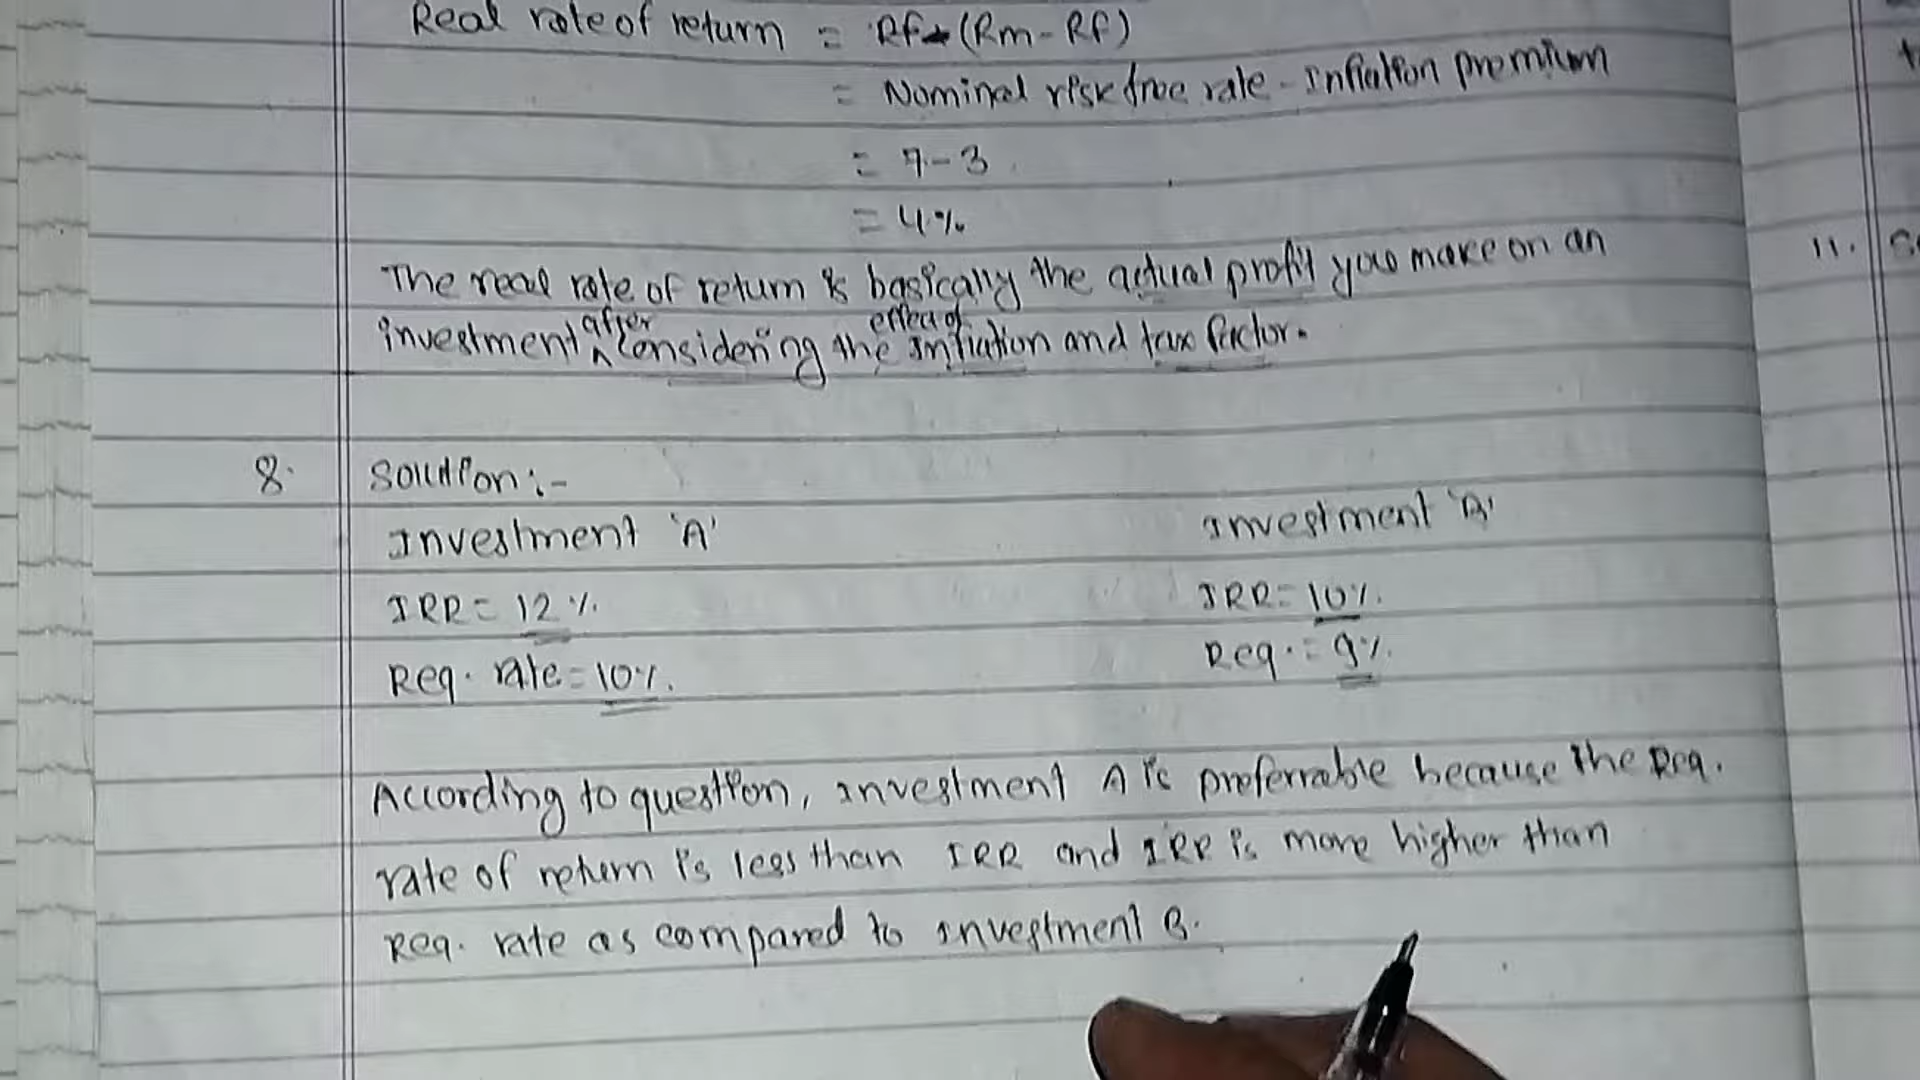 Real rate of return = Rf - (Rm - Rf)
= Nominal risk free rate - Inflation premium
= 7 - 3
= 4%
The real rate of return is basically the actual profit you make on an
investment after considering the effect of inflation and tax factor.
8. Solution :-
Investment 'A'
Investment 'B'
IRR = 12%.
IRR = 10%.
Req. rate = 10%.
Req. = 9%.
According to question, investment A is preferrable because the Req.
rate of return is less than IRR and IRR is more higher than
Req. rate as compared to investment B.
11.